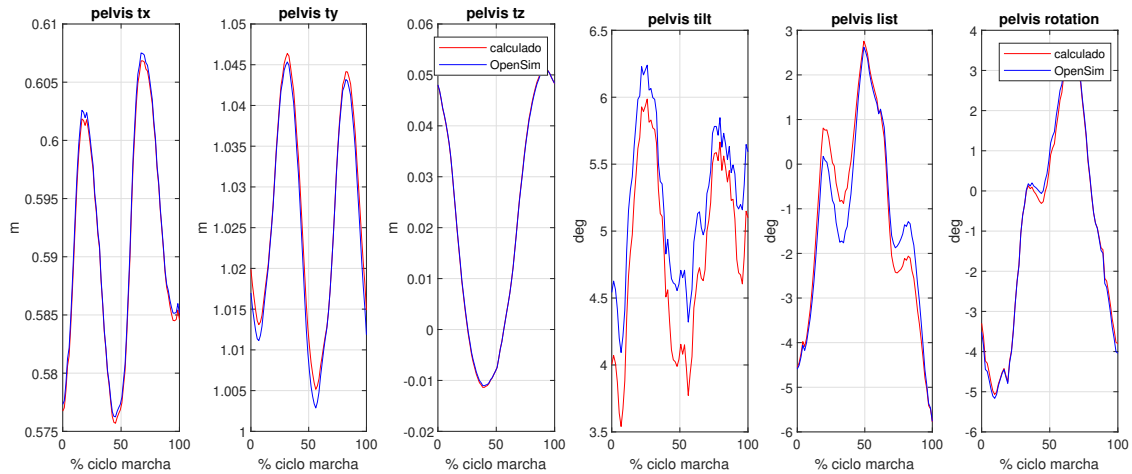 pelvis tx
0.61
0.605
0.6
0.595
0.59
0.585
0.58
0.575
m
0 50 100
% ciclo marcha
pelvis ty
1.05
1.045
1.04
1.035
1.03
1.025
1.02
1.015
1.01
1.005
1
m
0 50 100
% ciclo marcha
pelvis tz
0.06
0.05
0.04
0.03
0.02
0.01
0
-0.01
-0.02
m
calculado
OpenSim
0 50 100
% ciclo marcha
pelvis tilt
6.5
6
5.5
5
4.5
4
3.5
deg
0 50 100
% ciclo marcha
pelvis list
3
2
1
0
-1
-2
-3
-4
-5
-6
deg
0 50 100
% ciclo marcha
pelvis rotation
4
3
2
1
0
-1
-2
-3
-4
-5
-6
deg
calculado
OpenSim
0 50 100
% ciclo marcha